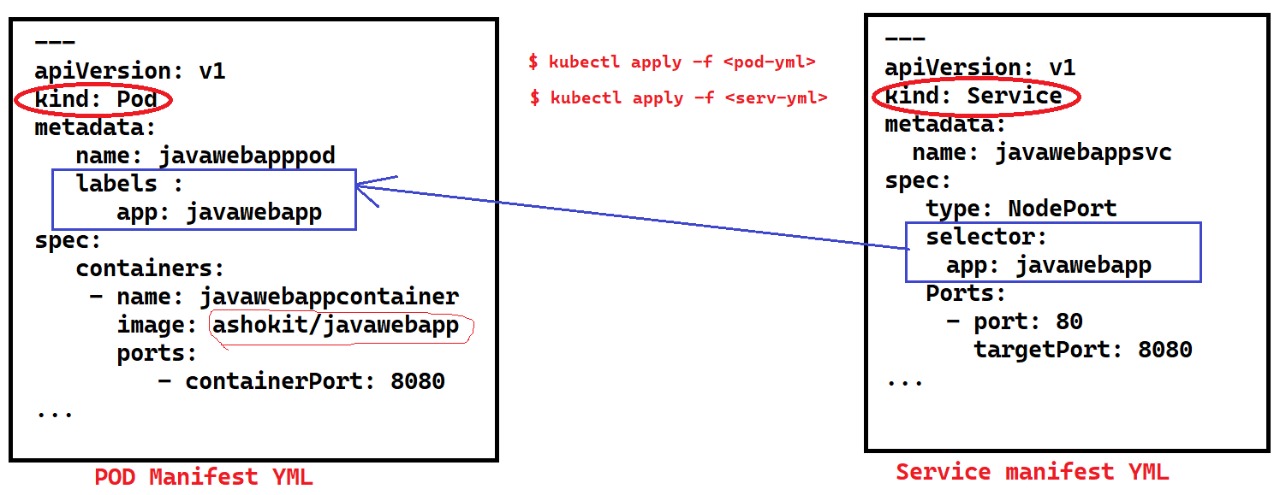 ---
apiVersion: v1
kind: Pod
metadata:
   name: javawebapppod
   labels :
      app: javawebapp
spec:
   containers:
    - name: javawebappcontainer
      image: ashokit/javawebapp
      ports:
         - containerPort: 8080
...
POD Manifest YML
$ kubectl apply -f <pod-yml>
$ kubectl apply -f <serv-yml>
---
apiVersion: v1
kind: Service
metadata:
  name: javawebappsvc
spec:
   type: NodePort
   selector:
     app: javawebapp
   Ports:
     - port: 80
       targetPort: 8080
...
Service manifest YML